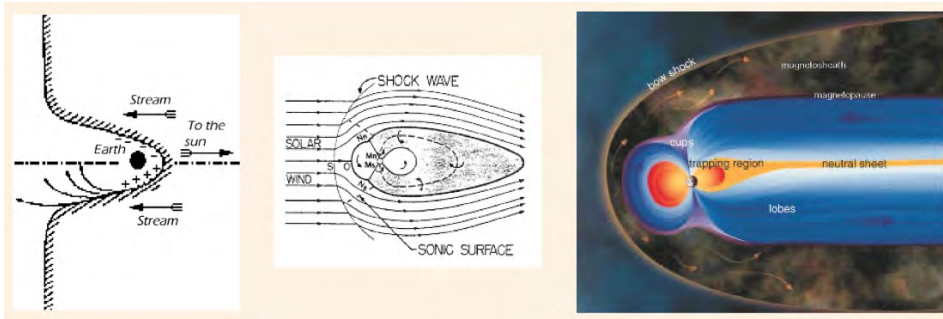 Stream
To the
sun
Earth
Stream
SHOCK WAVE
SOLAR
S O
WIND
SONIC SURFACE
bow shock
magnetosheath
magnetopause
cups
trapping region
neutral sheet
lobes